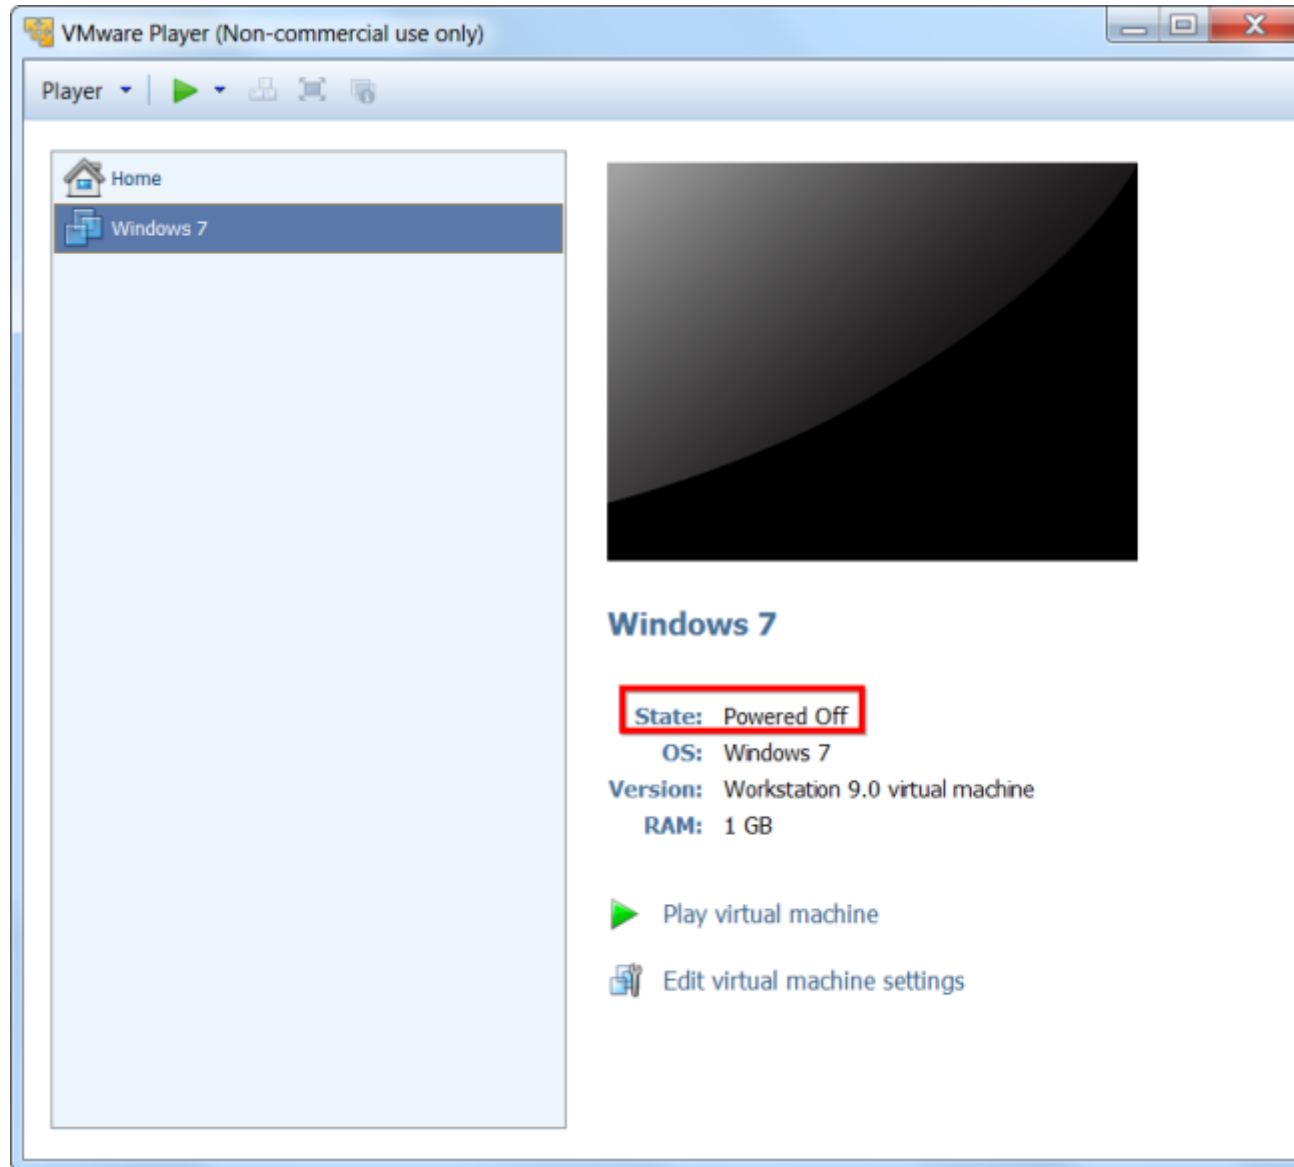 VMware Player (Non-commercial use only)
Player
Home
Windows 7
Windows 7
State: Powered Off
OS: Windows 7
Version: Workstation 9.0 virtual machine
RAM: 1 GB
Play virtual machine
Edit virtual machine settings